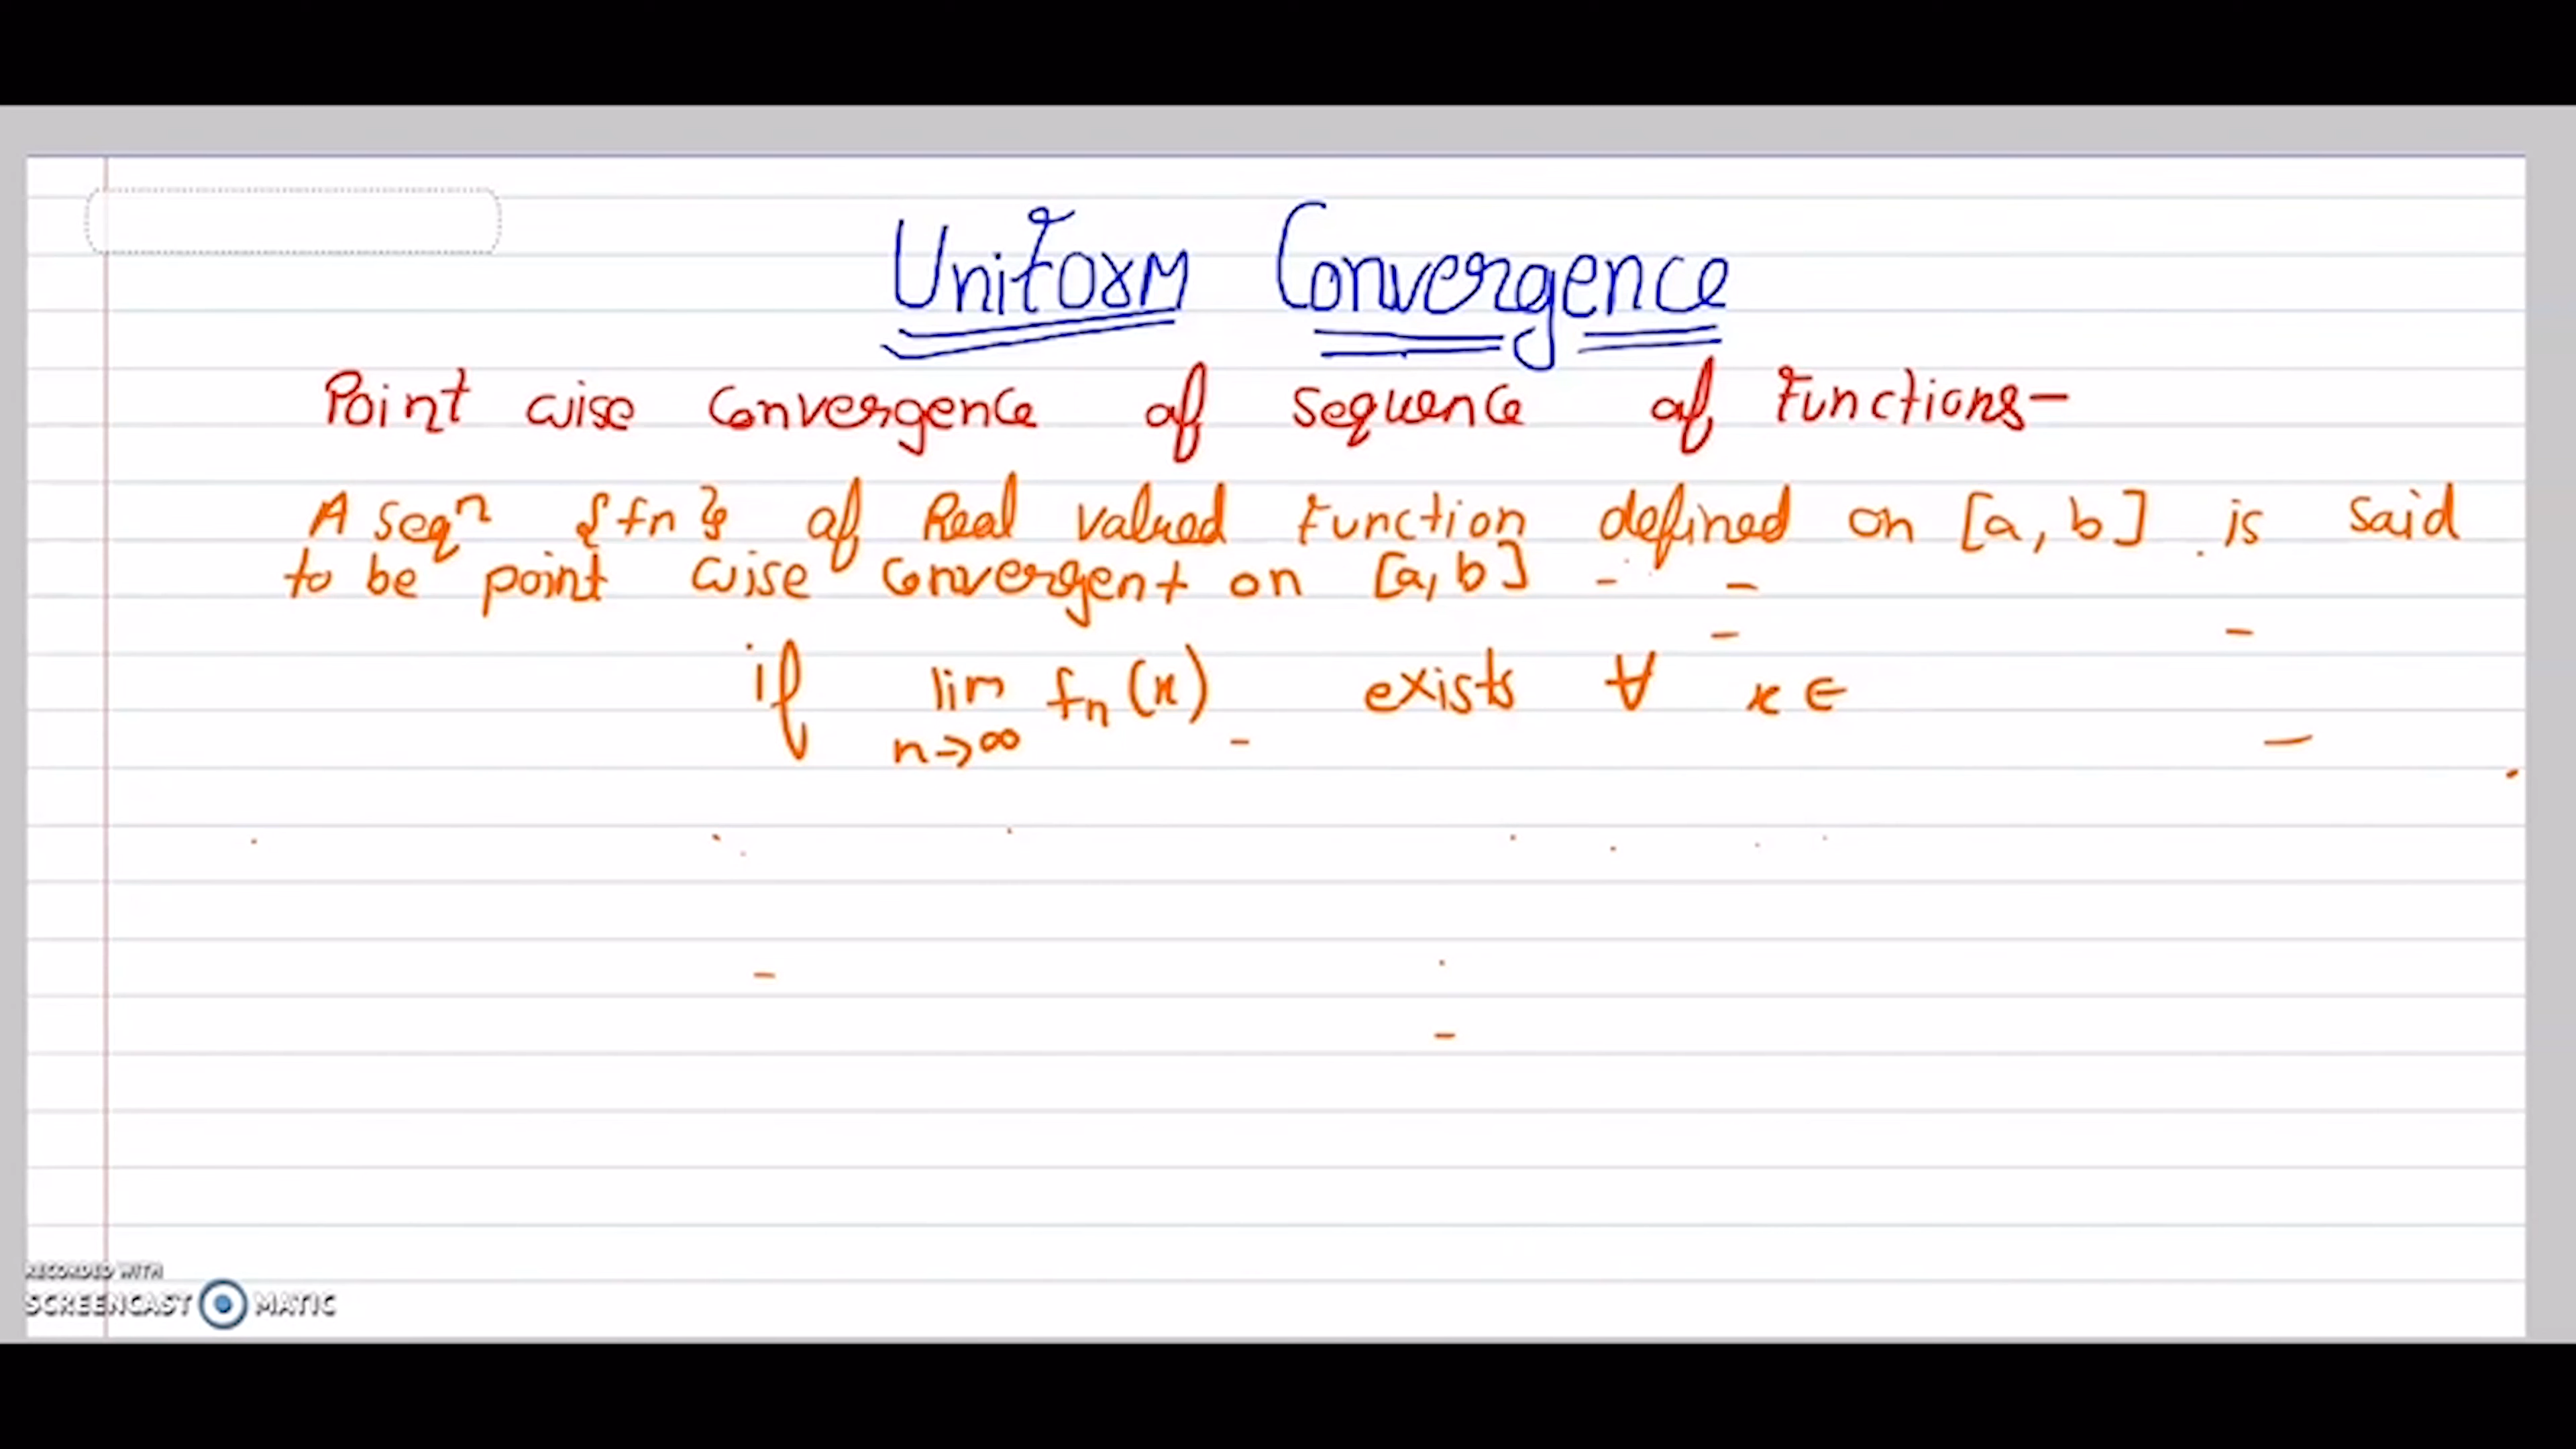 Uniform Convergence
Point wise Convergence of sequence of Functions-
A seqⁿ {fn} of Real valued Function defined on [a, b] is said
to be point wise Convergent on [a, b]
if lim fₙ(x) exists ∀ x ∈
n→∞
RECORDED WITH
SCREENCAST MATIC